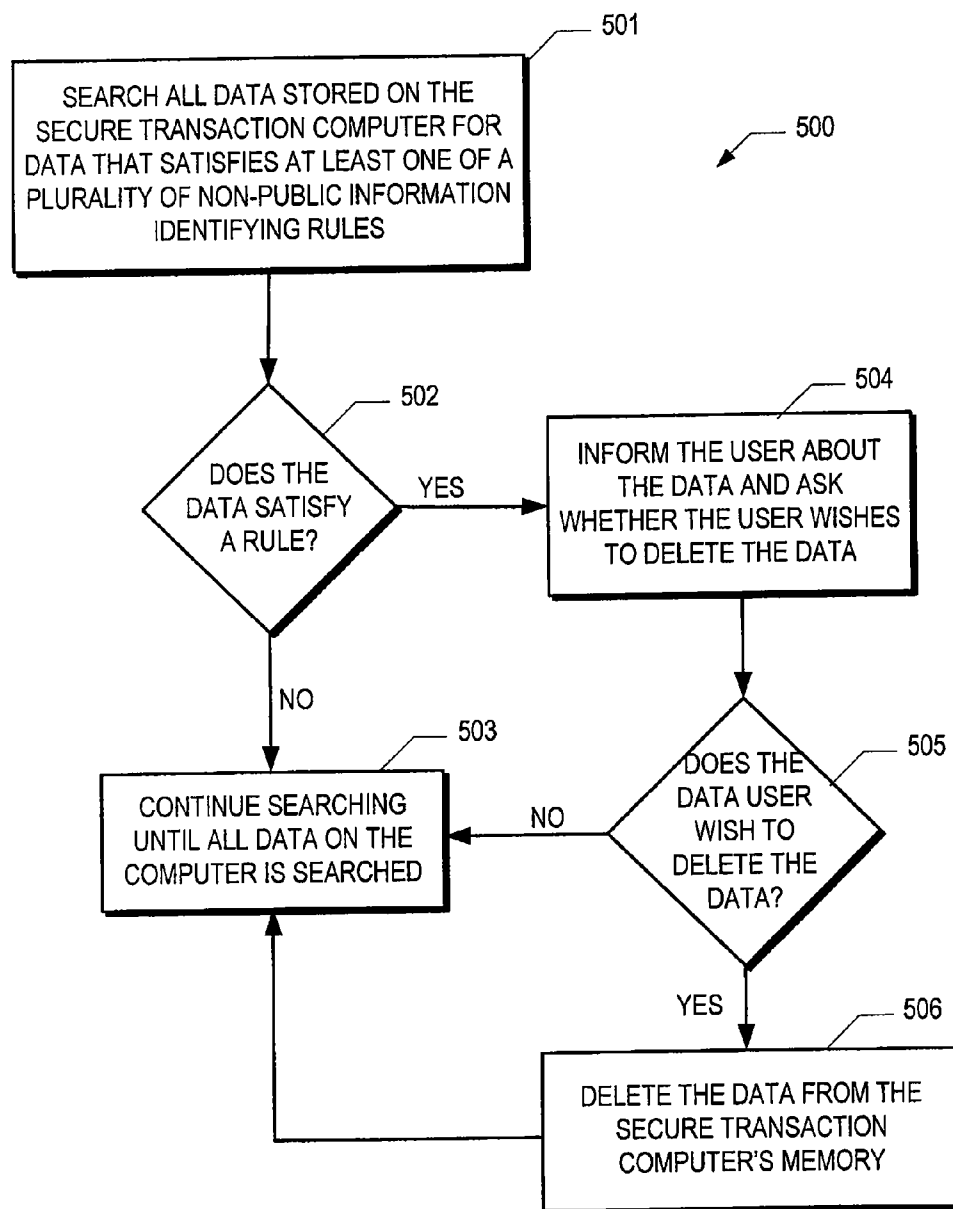 501
SEARCH ALL DATA STORED ON THE
SECURE TRANSACTION COMPUTER FOR
DATA THAT SATISFIES AT LEAST ONE OF A
PLURALITY OF NON-PUBLIC INFORMATION
IDENTIFYING RULES
500
502
DOES THE
DATA SATISFY
A RULE?
YES
NO
504
INFORM THE USER ABOUT
THE DATA AND ASK
WHETHER THE USER WISHES
TO DELETE THE DATA
503
CONTINUE SEARCHING
UNTIL ALL DATA ON THE
COMPUTER IS SEARCHED
505
DOES THE
DATA USER
WISH TO
DELETE THE
DATA?
NO
YES
506
DELETE THE DATA FROM THE
SECURE TRANSACTION
COMPUTER'S MEMORY